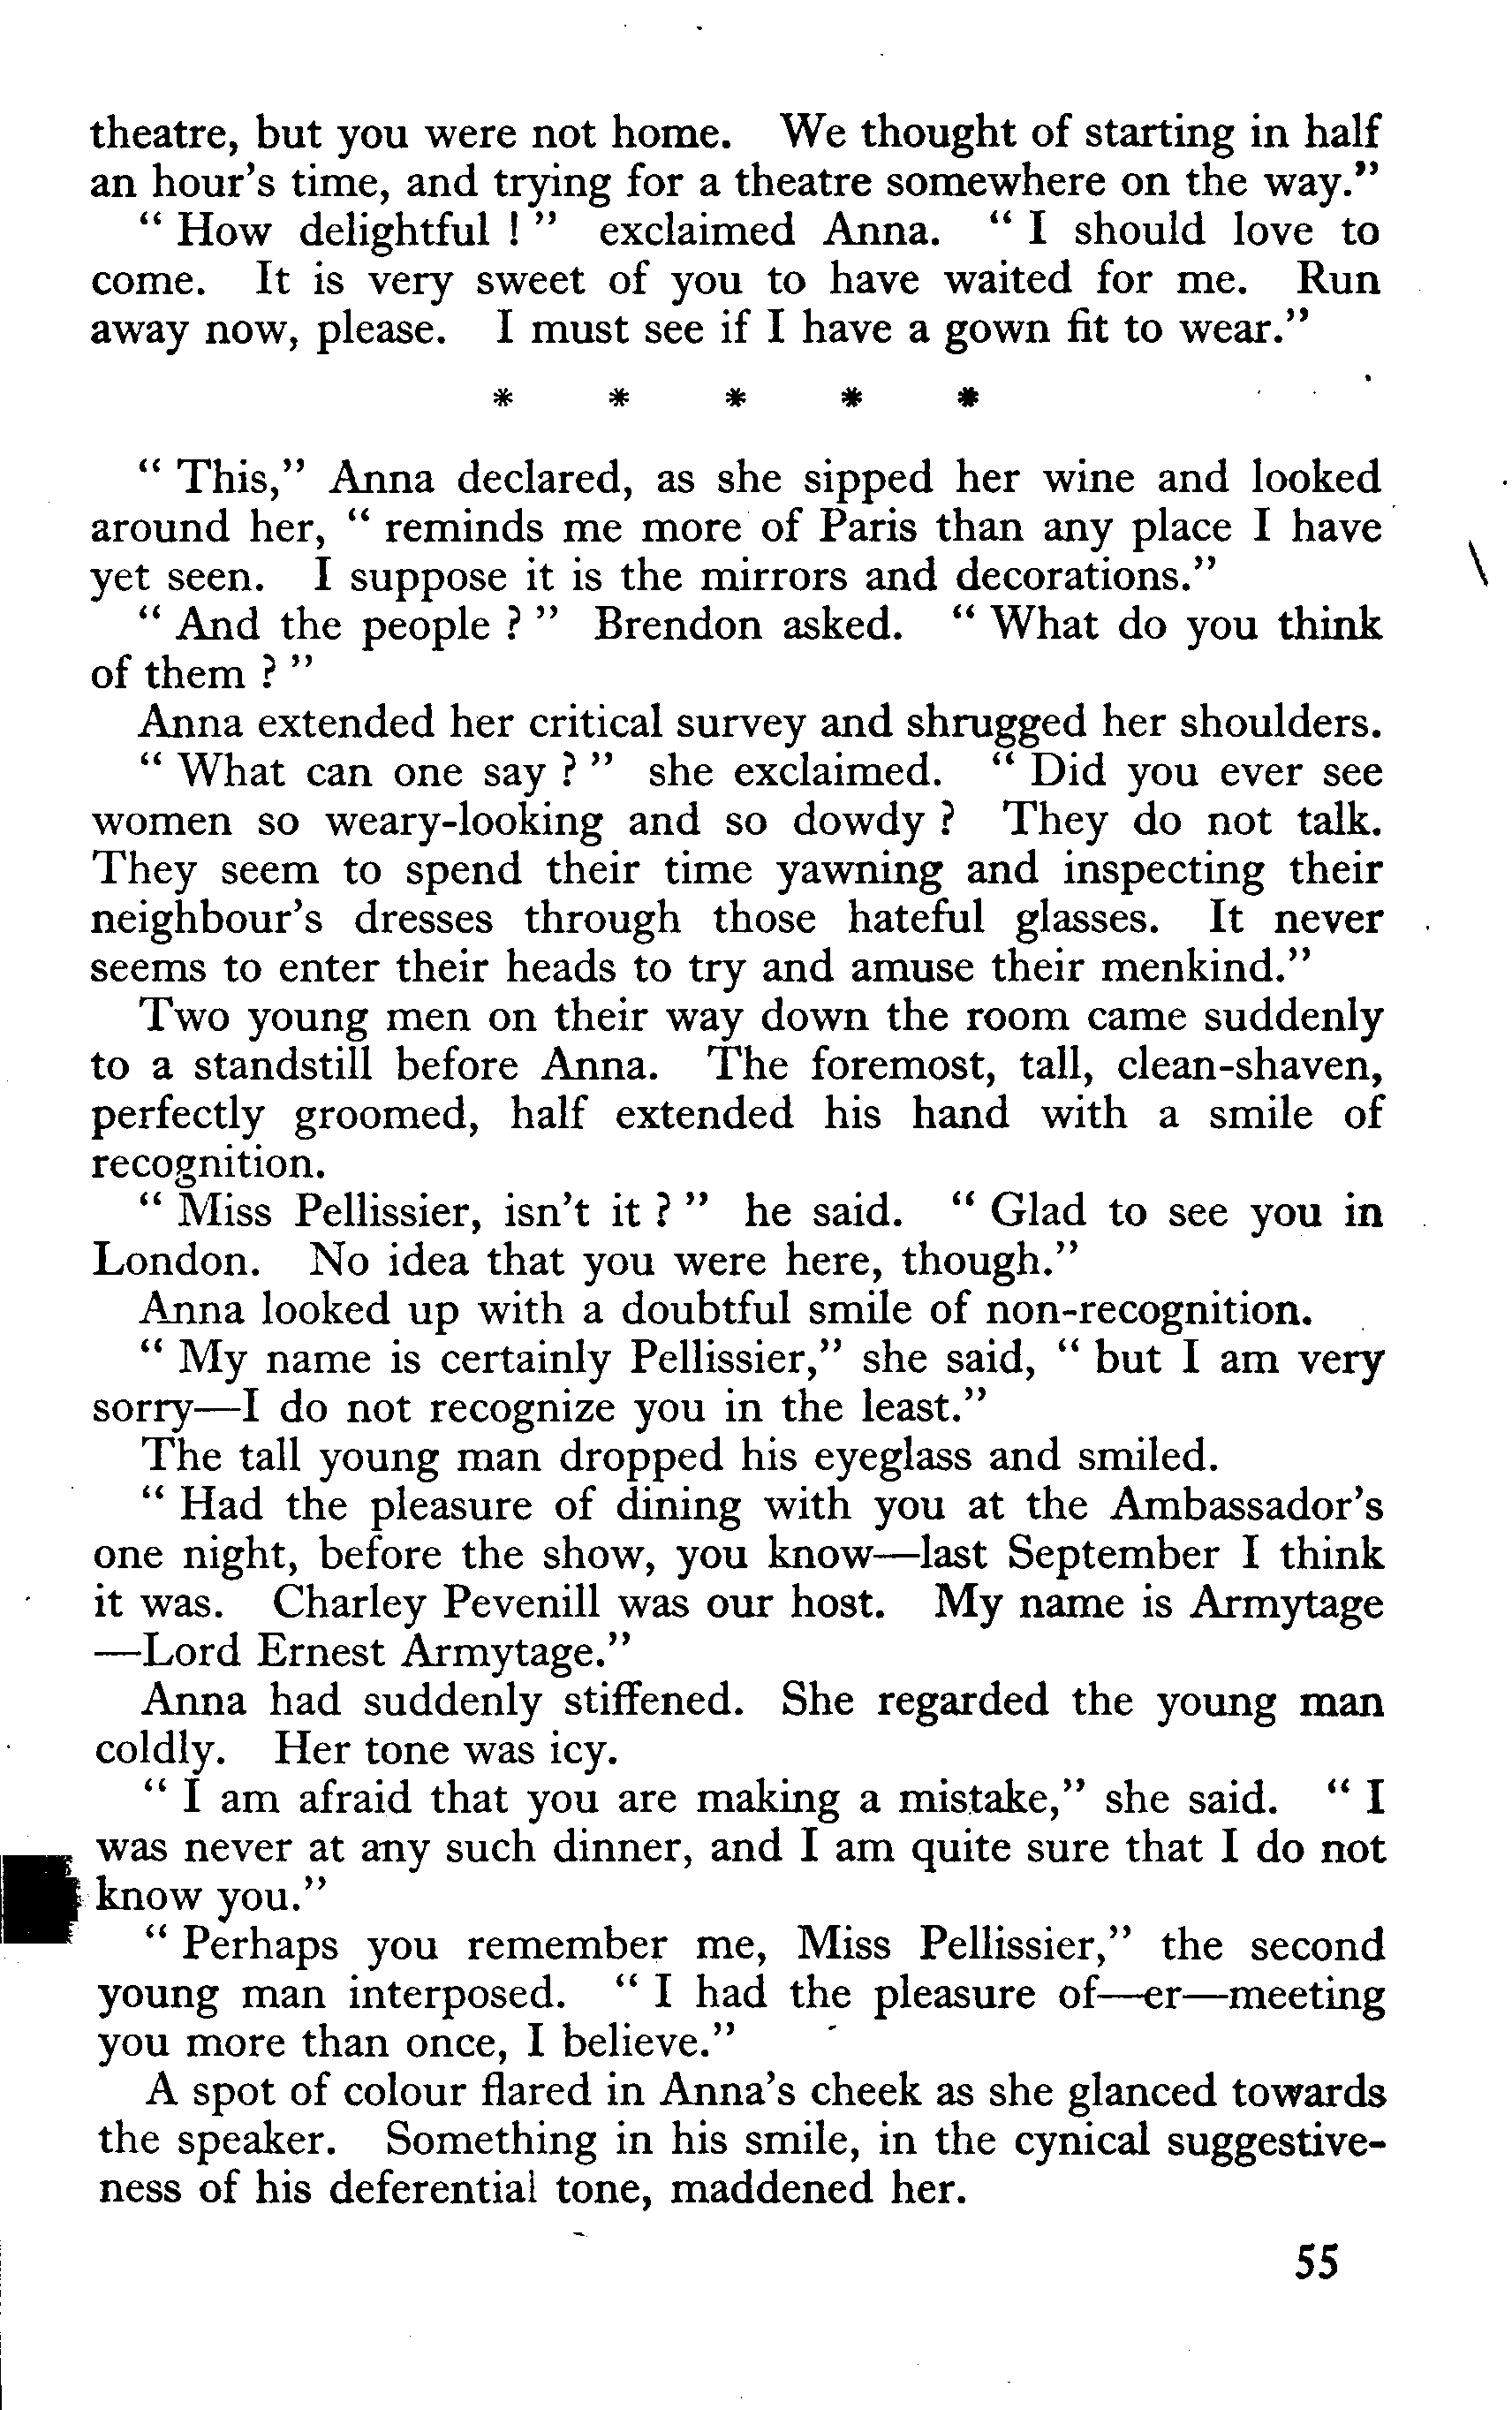 theatre, but you were not home. We thought of starting in half
an hour's time, and trying for a theatre somewhere on the way."
" How delightful ! " exclaimed Anna. " I should love to
come. It is very sweet of you to have waited for me. Run
away now, please. I must see if I have a gown fit to wear."
* * * * *
" This," Anna declared, as she sipped her wine and looked
around her, " reminds me more of Paris than any place I have
yet seen. I suppose it is the mirrors and decorations."
" And the people ? " Brendon asked. " What do you think
of them ? "
Anna extended her critical survey and shrugged her shoulders.
" What can one say ? " she exclaimed. " Did you ever see
women so weary-looking and so dowdy ? They do not talk.
They seem to spend their time yawning and inspecting their
neighbour's dresses through those hateful glasses. It never
seems to enter their heads to try and amuse their menkind."
Two young men on their way down the room came suddenly
to a standstill before Anna. The foremost, tall, clean-shaven,
perfectly groomed, half extended his hand with a smile of
recognition.
" Miss Pellissier, isn't it ? " he said. " Glad to see you in
London. No idea that you were here, though."
Anna looked up with a doubtful smile of non-recognition.
" My name is certainly Pellissier," she said, " but I am very
sorry—I do not recognize you in the least."
The tall young man dropped his eyeglass and smiled.
" Had the pleasure of dining with you at the Ambassador's
one night, before the show, you know—last September I think
it was. Charley Pevenill was our host. My name is Armytage
—Lord Ernest Armytage."
Anna had suddenly stiffened. She regarded the young man
coldly. Her tone was icy.
" I am afraid that you are making a mistake," she said. " I
was never at any such dinner, and I am quite sure that I do not
know you."
" Perhaps you remember me, Miss Pellissier," the second
young man interposed. " I had the pleasure of—er—meeting
you more than once, I believe."
A spot of colour flared in Anna's cheek as she glanced towards
the speaker. Something in his smile, in the cynical suggestive-
ness of his deferential tone, maddened her.
55